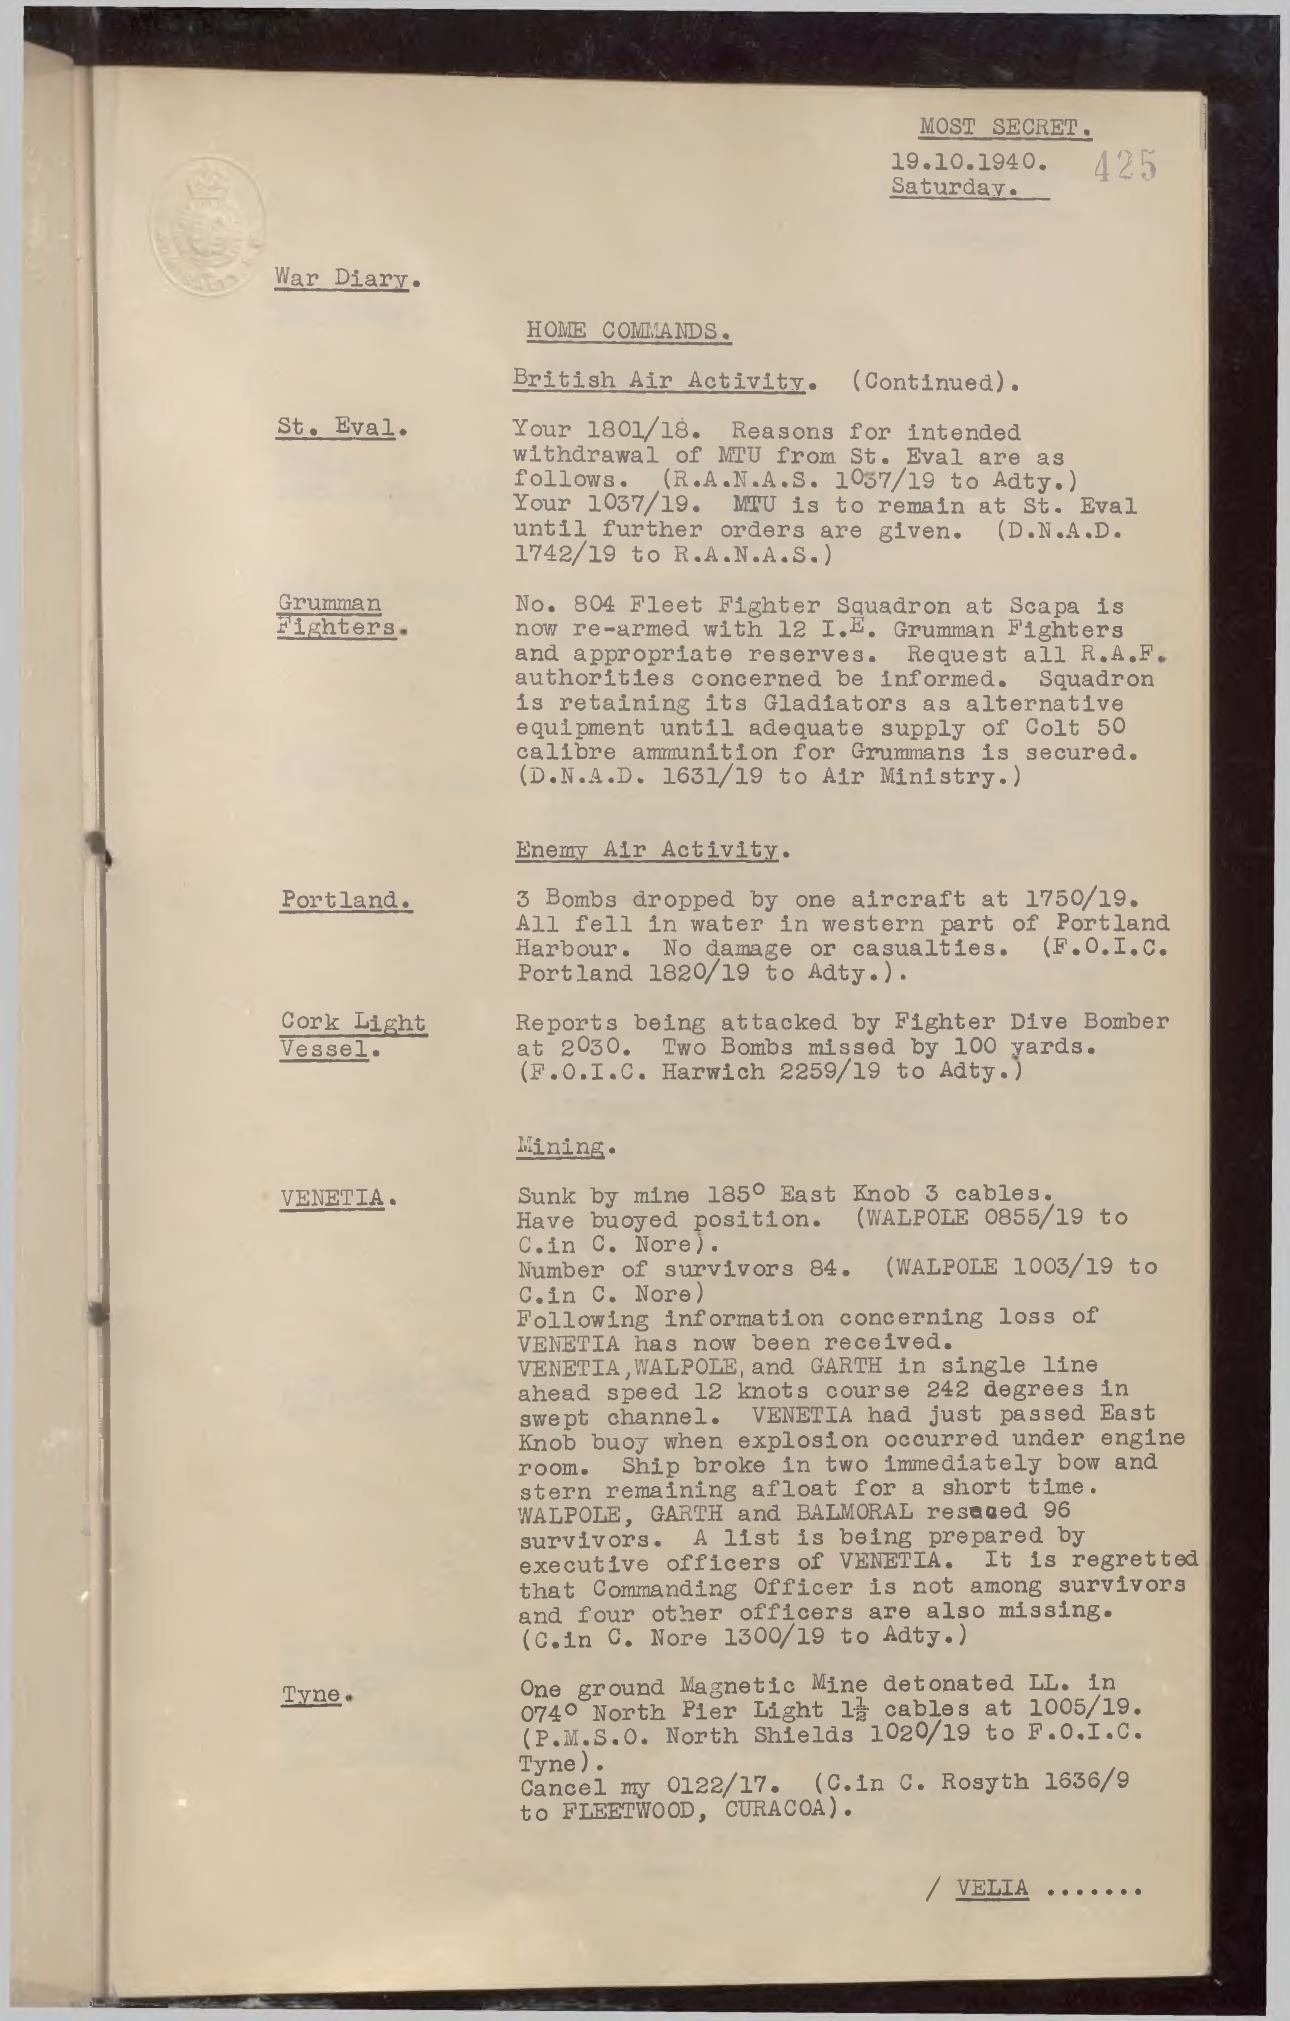 MOST SECRET.
19.10.1940. 425
Saturday.
War Diary.
HOME COMMANDS.
British Air Activity. (Continued).
St. Eval. Your 1801/18. Reasons for intended
withdrawal of MTU from St. Eval are as
follows. (R.A.N.A.S. 1037/19 to Adty.)
Your 1037/19. MTU is to remain at St. Eval
until further orders are given. (D.N.A.D.
1742/19 to R.A.N.A.S.)
Grumman No. 804 Fleet Fighter Squadron at Scapa is
Fighters. now re-armed with 12 I.E. Grumman Fighters
and appropriate reserves. Request all R.A.F.
authorities concerned be informed. Squadron
is retaining its Gladiators as alternative
equipment until adequate supply of Colt 50
calibre ammunition for Grummans is secured.
(D.N.A.D. 1631/19 to Air Ministry.)
Enemy Air Activity.
Portland. 3 Bombs dropped by one aircraft at 1750/19.
All fell in water in western part of Portland
Harbour. No damage or casualties. (F.O.I.C.
Portland 1820/19 to Adty.).
Cork Light Reports being attacked by Fighter Dive Bomber
Vessel. at 2030. Two Bombs missed by 100 yards.
(F.O.I.C. Harwich 2259/19 to Adty.)
Mining.
VENETIA. Sunk by mine 185° East Knob 3 cables.
Have buoyed position. (WALPOLE 0855/19 to
C.in C. Nore).
Number of survivors 84. (WALPOLE 1003/19 to
C.in C. Nore)
Following information concerning loss of
VENETIA has now been received.
VENETIA,WALPOLE, and GARTH in single line
ahead speed 12 knots course 242 degrees in
swept channel. VENETIA had just passed East
Knob buoy when explosion occurred under engine
room. Ship broke in two immediately bow and
stern remaining afloat for a short time.
WALPOLE, GARTH and BALMORAL rescued 96
survivors. A list is being prepared by
executive officers of VENETIA. It is regretted
that Commanding Officer is not among survivors
and four other officers are also missing.
(C.in C. Nore 1300/19 to Adty.)
Tyne. One ground Magnetic Mine detonated LL. in
074° North Pier Light 1½ cables at 1005/19.
(P.M.S.O. North Shields 1020/19 to F.O.I.C.
Tyne).
Cancel my 0122/17. (C.in C. Rosyth 1636/9
to FLEETWOOD, CURACOA).
/ VELIA .......